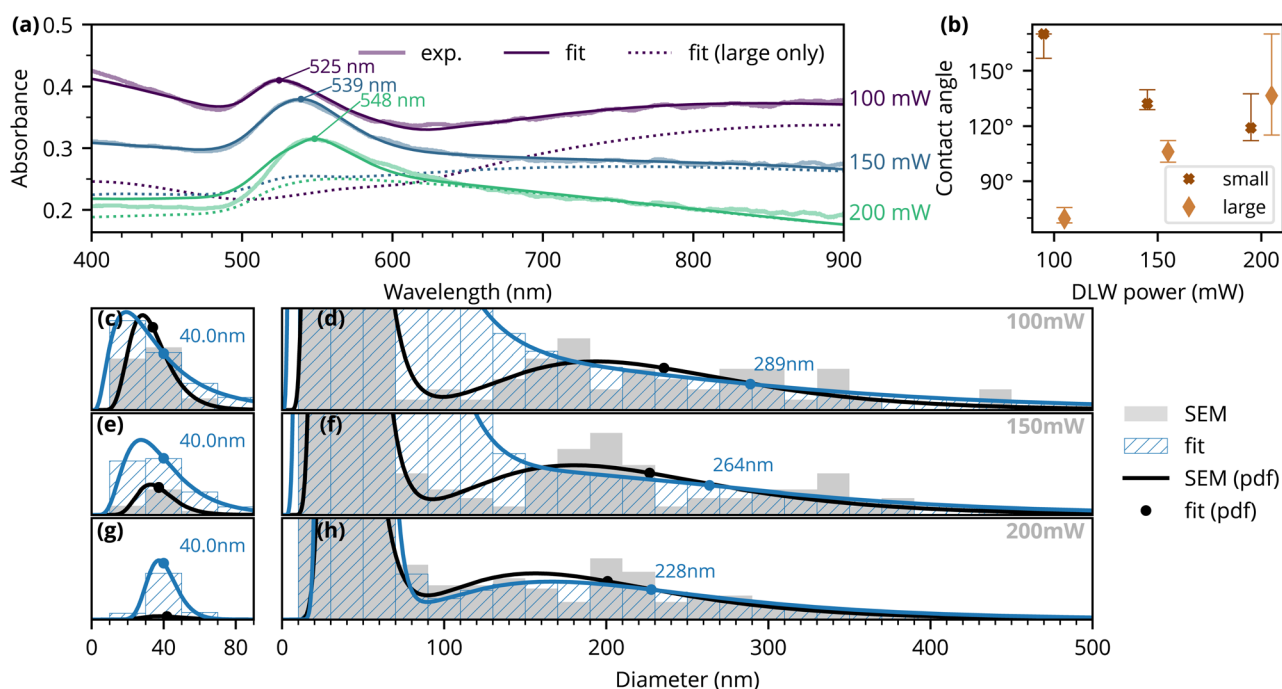 (a)
0.5
0.4
0.3
0.2
Absorbance
exp.
fit
fit (large only)
525 nm
539 nm
548 nm
100 mW
150 mW
200 mW
400
500
600
700
800
900
Wavelength (nm)
(b)
150°
120°
90°
Contact angle
small
large
100
150
200
DLW power (mW)
(c)
40.0nm
(d)
100mW
289nm
(e)
40.0nm
(f)
150mW
264nm
(g)
40.0nm
(h)
200mW
228nm
SEM
fit
SEM (pdf)
fit (pdf)
0
40
80
0
100
200
300
400
500
Diameter (nm)